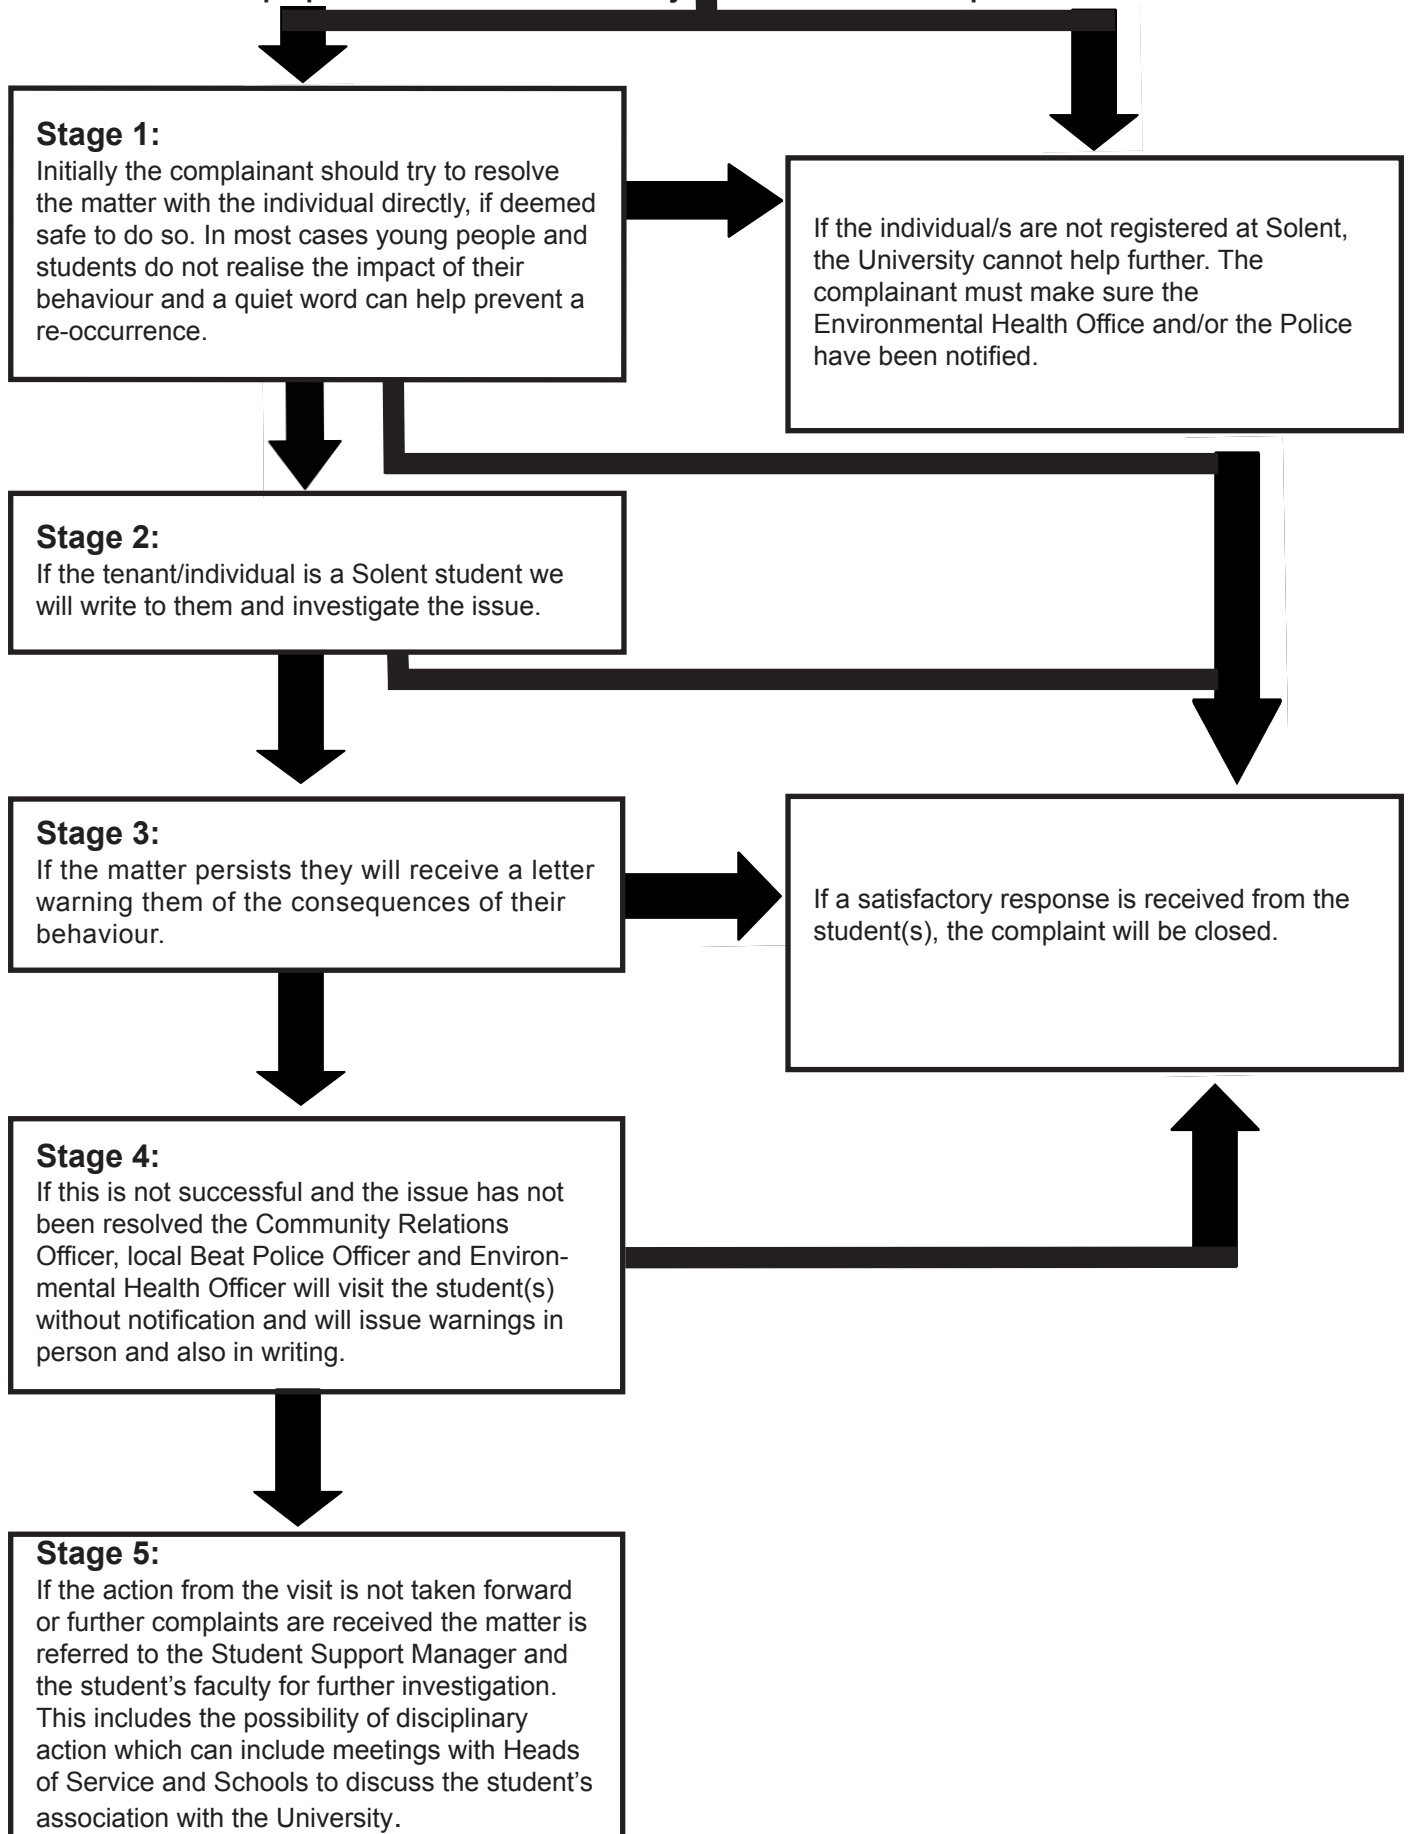 Stage 1:
Initially the complainant should try to resolve
the matter with the individual directly, if deemed
safe to do so. In most cases young people and
students do not realise the impact of their
behaviour and a quiet word can help prevent a
re-occurrence.
If the individual/s are not registered at Solent,
the University cannot help further. The
complainant must make sure the
Environmental Health Office and/or the Police
have been notified.
Stage 2:
If the tenant/individual is a Solent student we
will write to them and investigate the issue.
Stage 3:
If the matter persists they will receive a letter
warning them of the consequences of their
behaviour.
If a satisfactory response is received from the
student(s), the complaint will be closed.
Stage 4:
If this is not successful and the issue has not
been resolved the Community Relations
Officer, local Beat Police Officer and Environ-
mental Health Officer will visit the student(s)
without notification and will issue warnings in
person and also in writing.
Stage 5:
If the action from the visit is not taken forward
or further complaints are received the matter is
referred to the Student Support Manager and
the student’s faculty for further investigation.
This includes the possibility of disciplinary
action which can include meetings with Heads
of Service and Schools to discuss the student’s
association with the University.